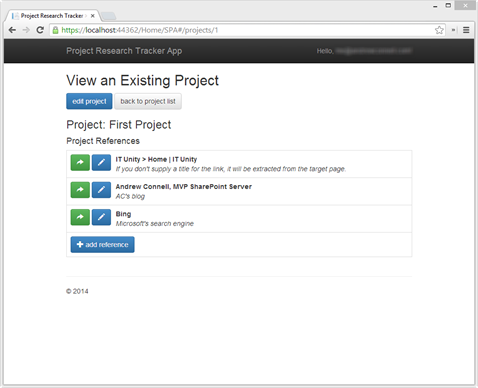 Project Research Tracker
https://localhost:44362/Home/SPA#/projects/1
Project Research Tracker App
Hello,
View an Existing Project
edit project
back to project list
Project: First Project
Project References
IT Unity > Home | IT Unity
If you don't supply a title for the link, it will be extracted from the target page.
Andrew Connell, MVP SharePoint Server
AC's blog
Bing
Microsoft's search engine
add reference
© 2014